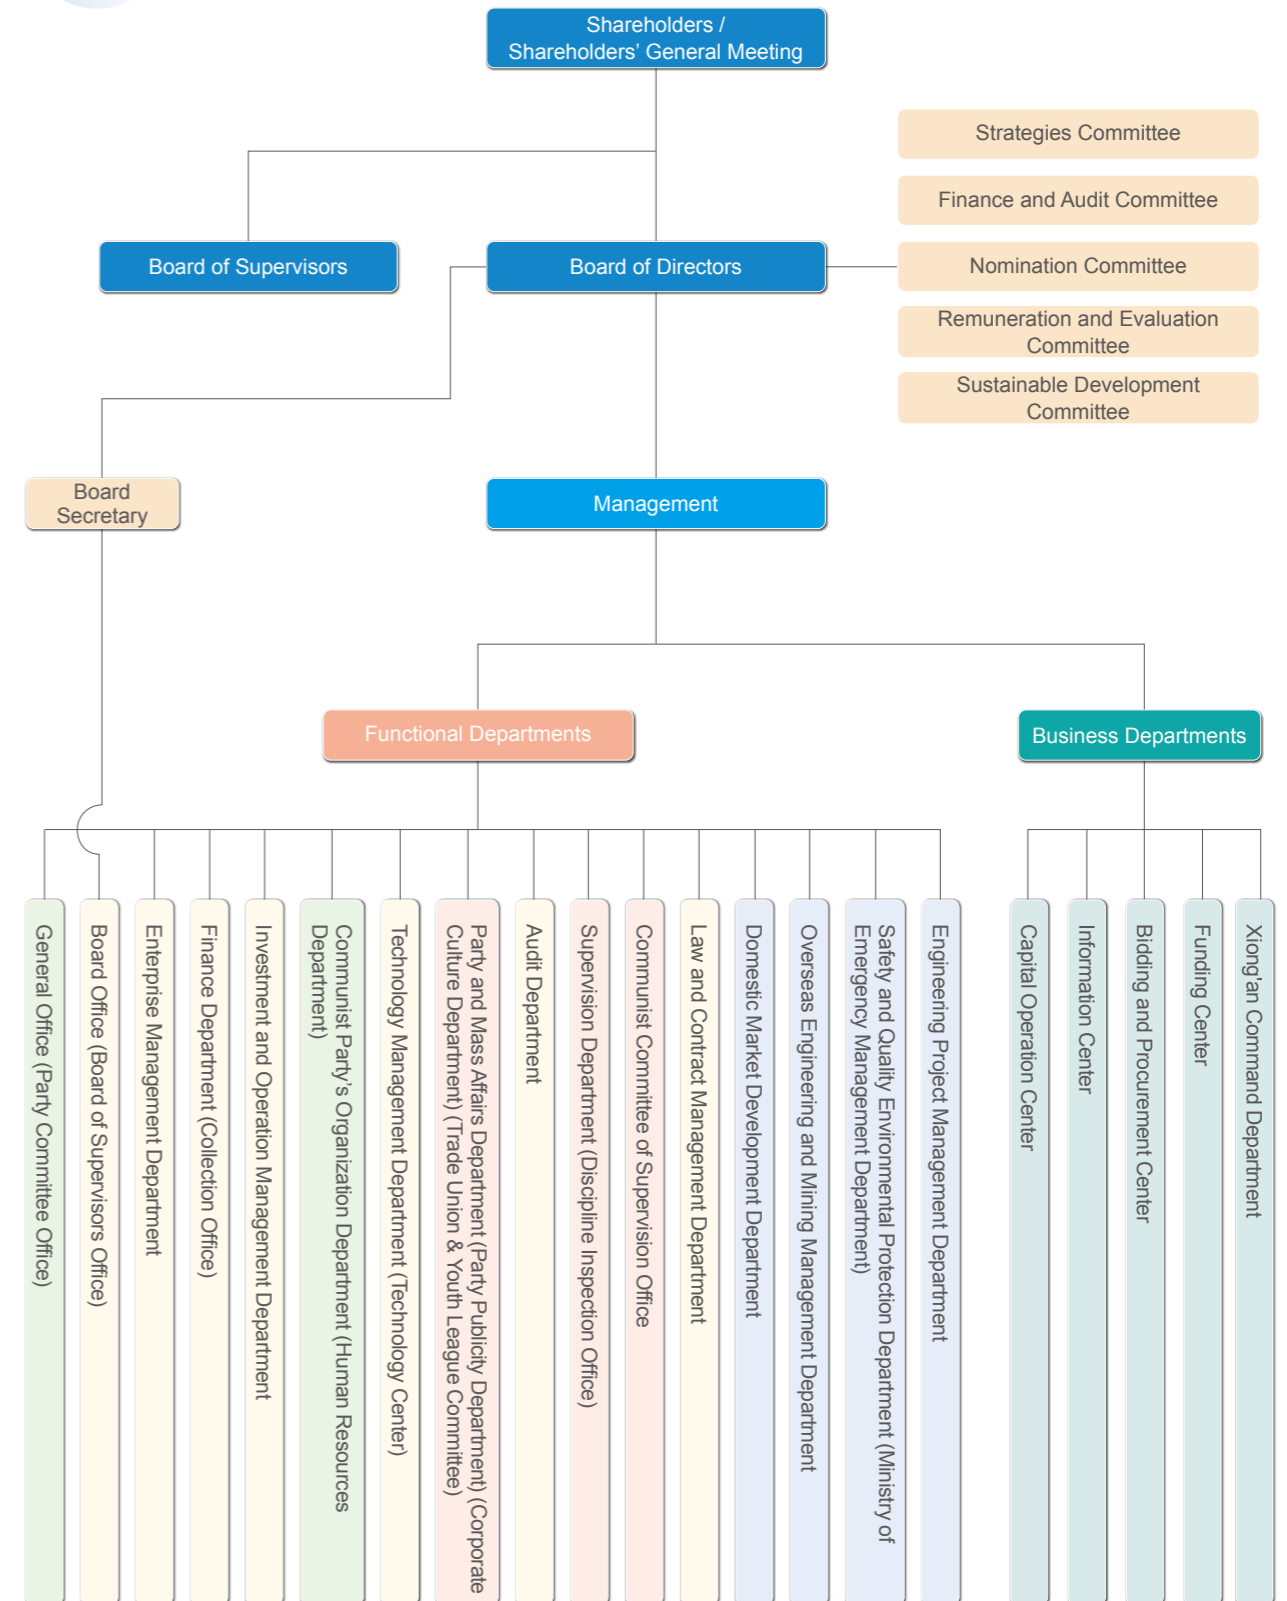 Shareholders /
Shareholders’ General Meeting
Strategies Committee
Finance and Audit Committee
Board of Supervisors
Board of Directors
Nomination Committee
Remuneration and Evaluation
Committee
Sustainable Development
Committee
Board
Secretary
Management
Functional Departments
Business Departments
General Office (Party Committee Office)
Board Office (Board of Supervisors Office)
Enterprise Management Department
Finance Department (Collection Office)
Investment and Operation Management Department
Communist Party’s Organization Department (Human Resources
Department)
Technology Management Department (Technology Center)
Party and Mass Affairs Department (Party Publicity Department) (Corporate
Culture Department) (Trade Union & Youth League Committee)
Audit Department
Supervision Department (Discipline Inspection Office)
Communist Committee of Supervision Office
Law and Contract Management Department
Domestic Market Development Department
Overseas Engineering and Mining Management Department
Safety and Quality Environmental Protection Department (Ministry of
Emergency Management Department)
Engineering Project Management Department
Capital Operation Center
Information Center
Bidding and Procurement Center
Funding Center
Xiong'an Command Department